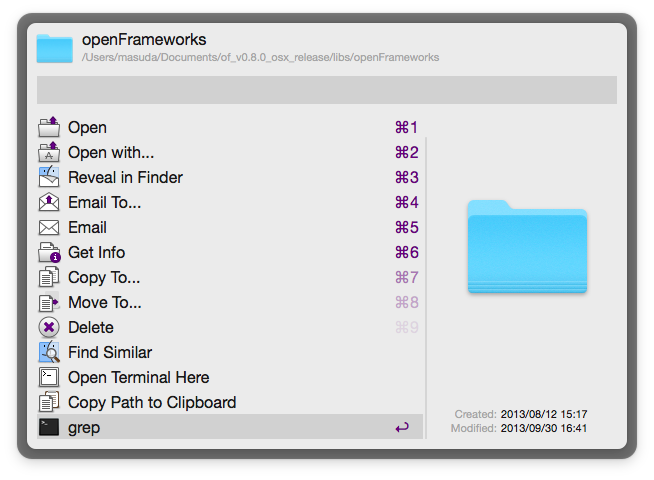 openFrameworks
/Users/masuda/Documents/of_v0.8.0_osx_release/libs/openFrameworks
Open ⌘1
Open with... ⌘2
Reveal in Finder ⌘3
Email To... ⌘4
Email ⌘5
Get Info ⌘6
Copy To... ⌘7
Move To... ⌘8
Delete ⌘9
Find Similar
Open Terminal Here
Copy Path to Clipboard
grep ↩
Created: 2013/08/12 15:17
Modified: 2013/09/30 16:41